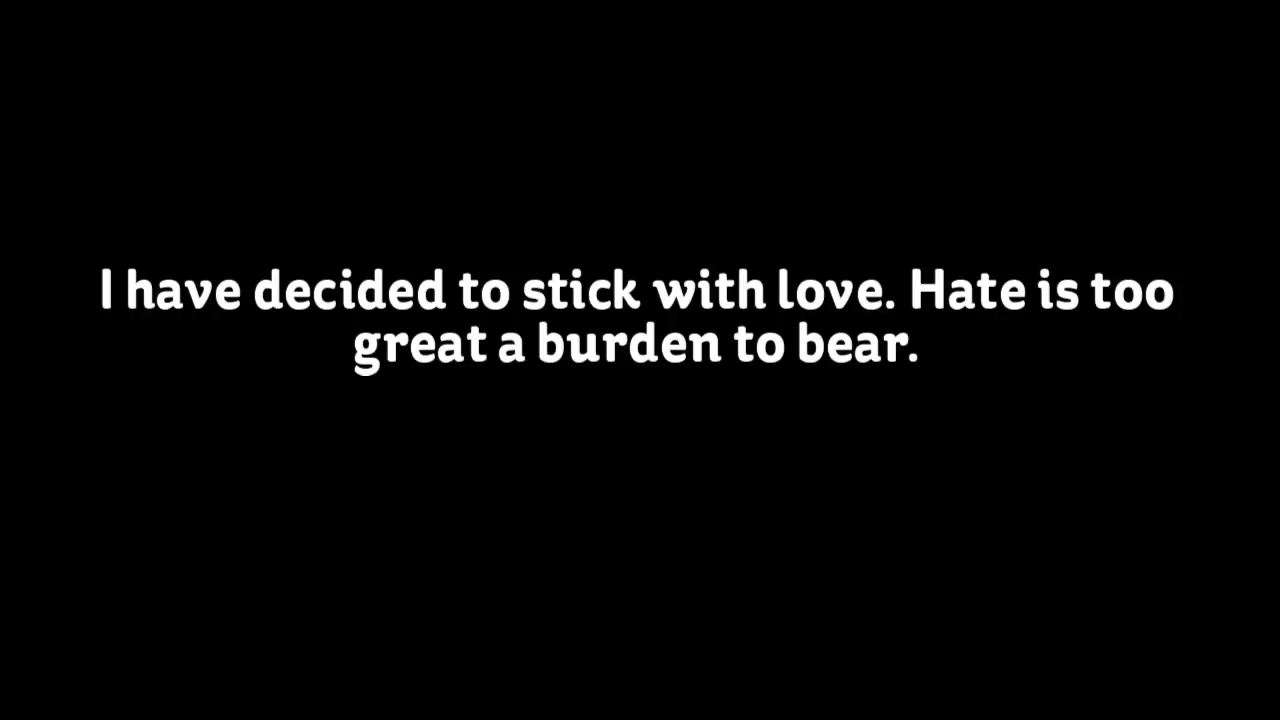 I have decided to stick with love. Hate is too
great a burden to bear.